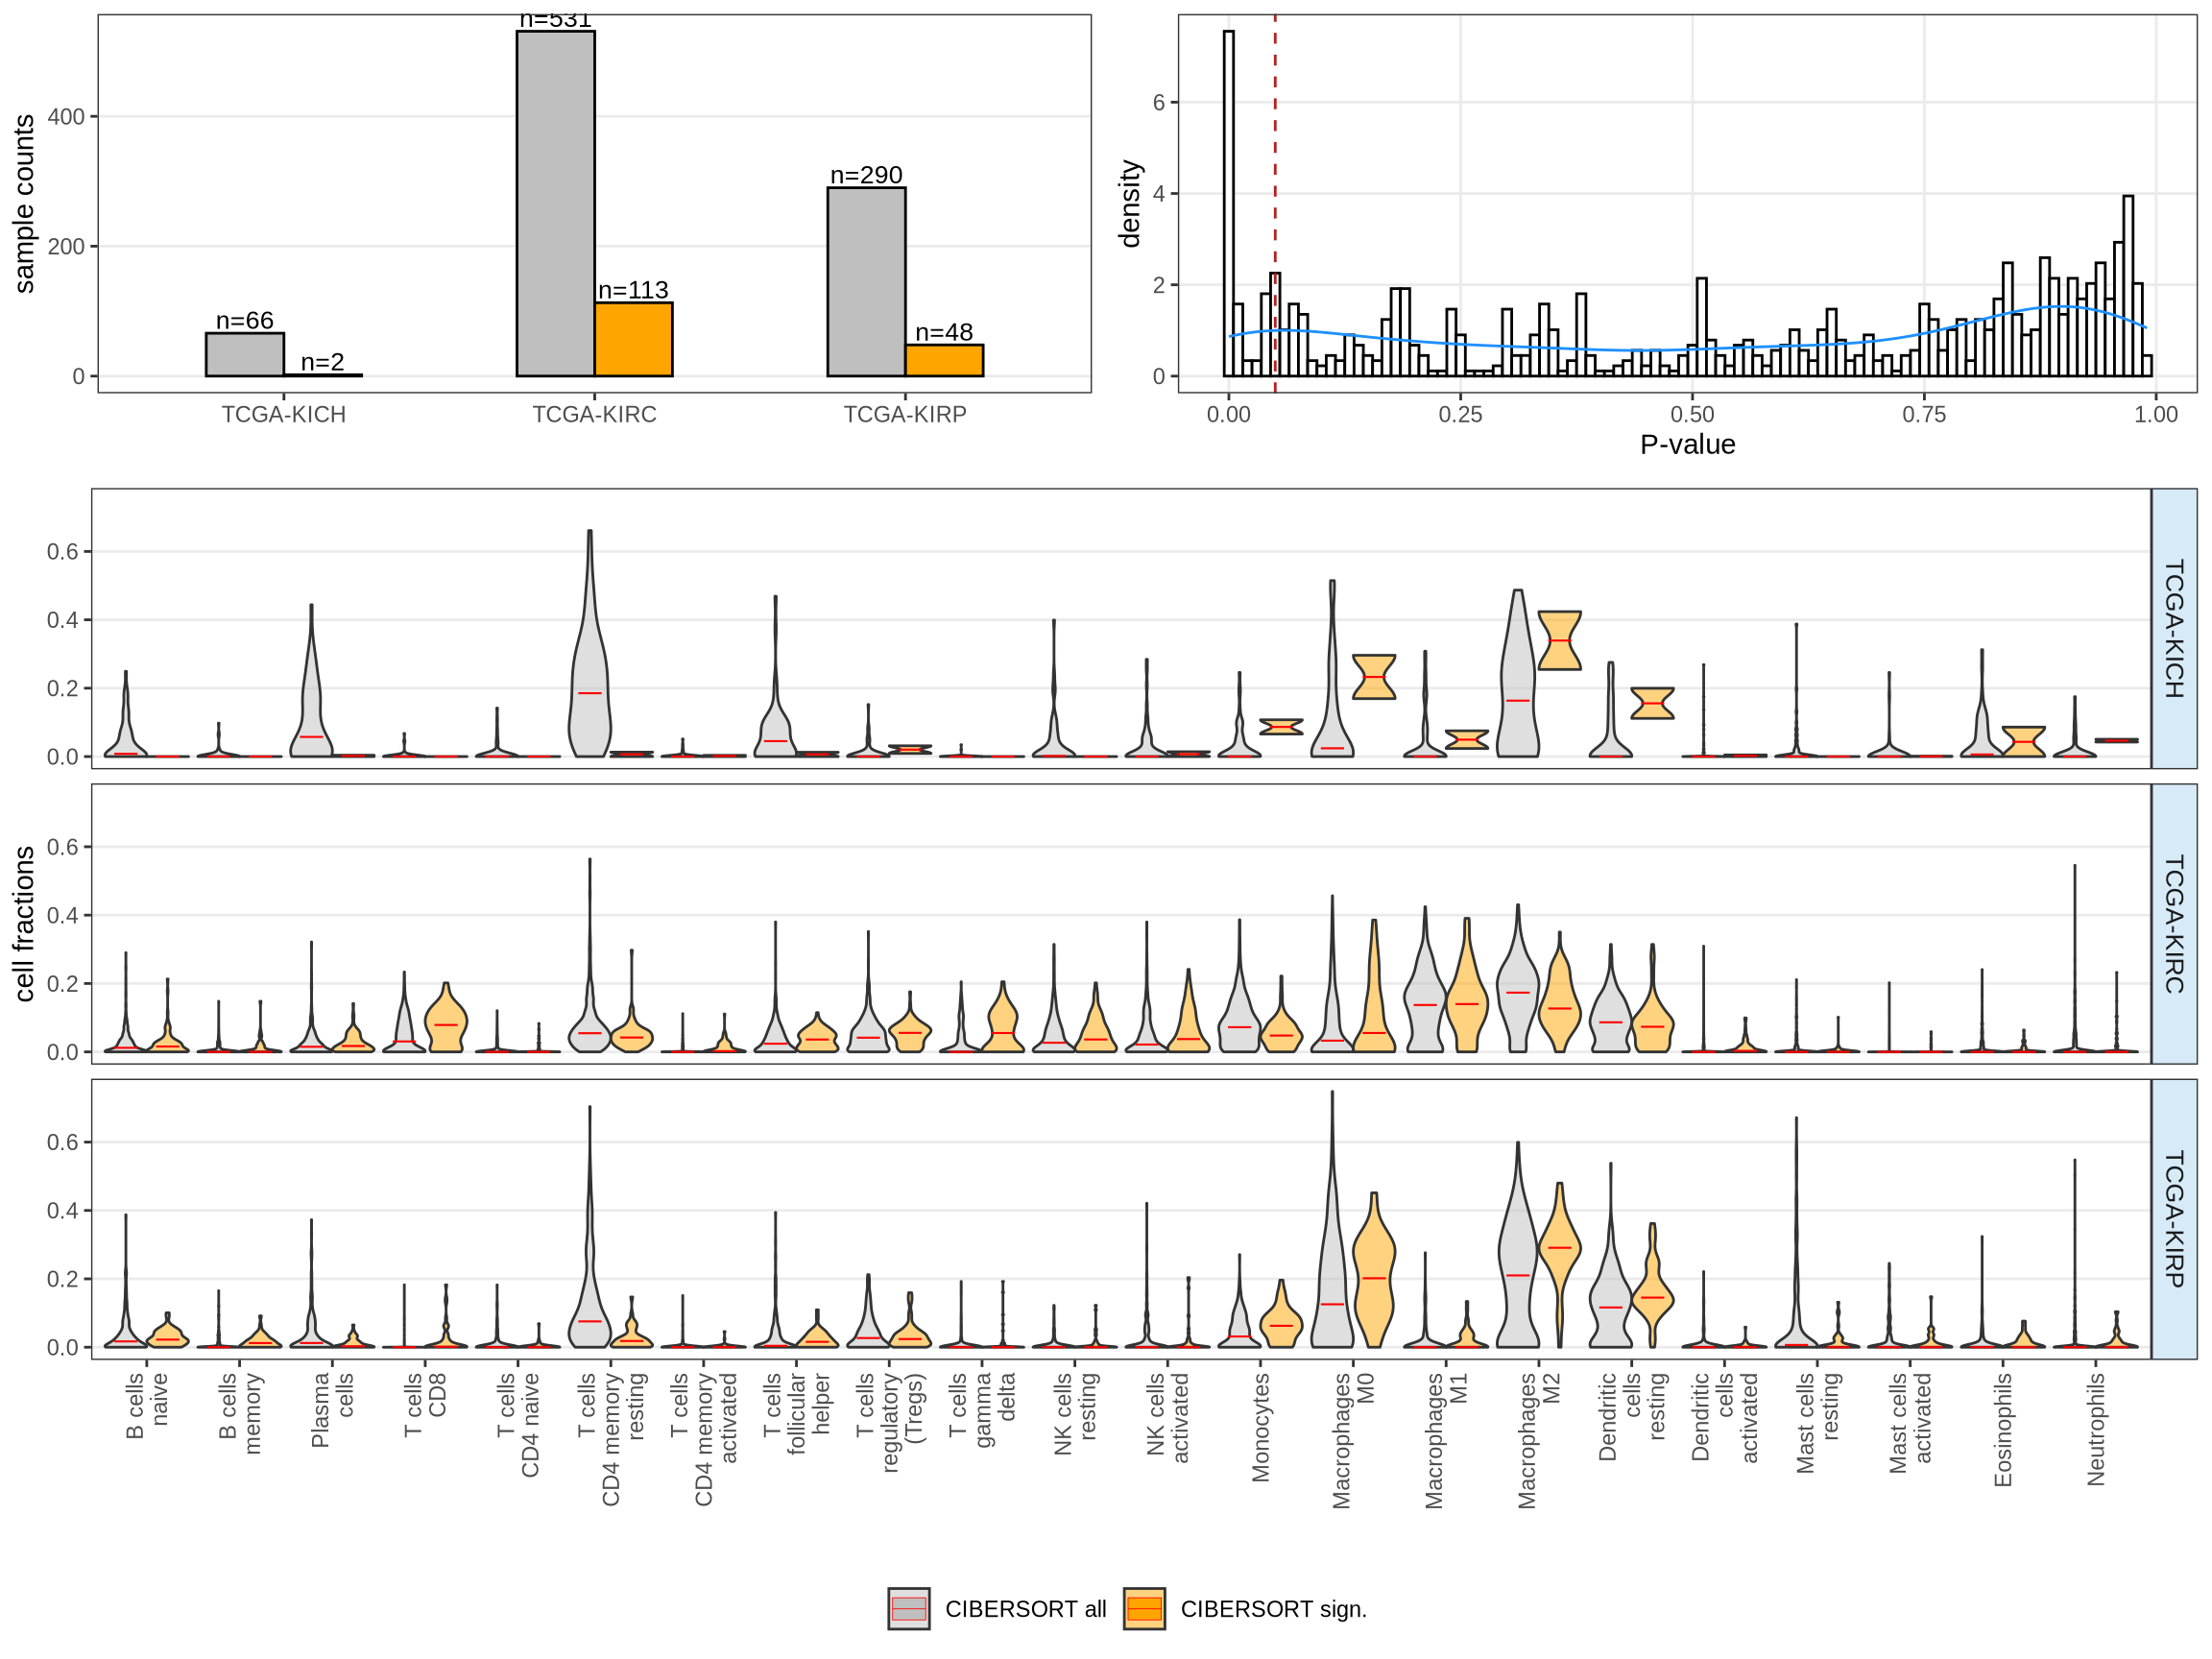 n=531
n=290
n=113
n=66
n=48
n=2
400
200
0
sample counts
TCGA-KICH
TCGA-KIRC
TCGA-KIRP
6
4
2
0
density
0.00
0.25
0.50
0.75
1.00
P-value
0.6
0.4
0.2
0.0
TCGA-KICH
0.6
0.4
0.2
0.0
TCGA-KIRC
cell fractions
0.6
0.4
0.2
0.0
TCGA-KIRP
B cells
naive
B cells
memory
Plasma
cells
T cells
CD8
T cells
CD4 naive
T cells
CD4 memory
resting
T cells
CD4 memory
activated
T cells
follicular
helper
T cells
regulatory
(Tregs)
T cells
gamma
delta
NK cells
resting
NK cells
activated
Monocytes
Macrophages
M0
Macrophages
M1
Macrophages
M2
Dendritic
cells
resting
Dendritic
cells
activated
Mast cells
resting
Mast cells
activated
Eosinophils
Neutrophils
CIBERSORT all
CIBERSORT sign.